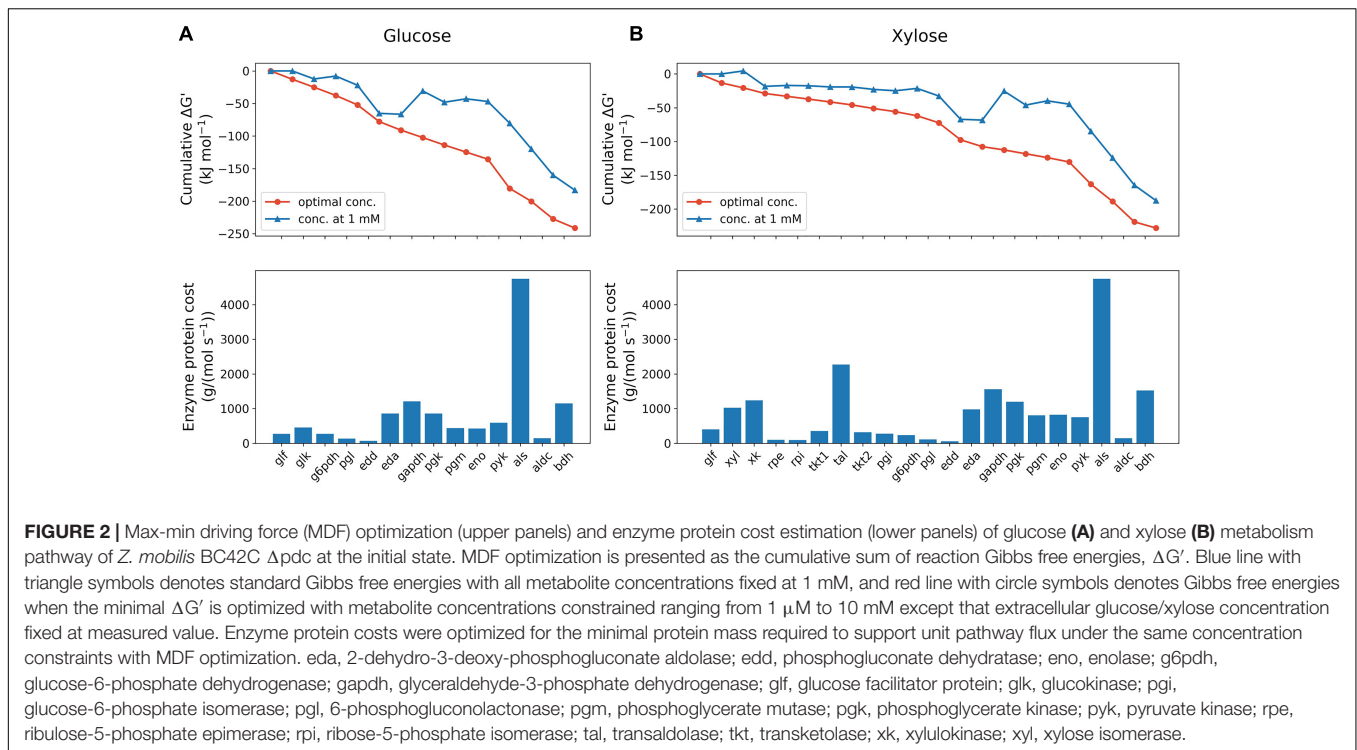 A
Glucose
Cumulative ΔG'
(kJ mol⁻¹)
0
−50
−100
−150
−200
−250
optimal conc.
conc. at 1 mM
Enzyme protein cost
(g/(mol s⁻¹))
4000
3000
2000
1000
0
glf
glk
g6pdh
pgl
edd
eda
gapdh
pgk
pgm
eno
pyk
als
aldc
bdh
B
Xylose
Cumulative ΔG'
(kJ mol⁻¹)
0
−50
−100
−150
−200
optimal conc.
conc. at 1 mM
Enzyme protein cost
(g/(mol s⁻¹))
4000
3000
2000
1000
0
glf
xyl
xk
rpe
rpi
tkt1
tal
tkt2
pgi
g6pdh
pgl
edd
eda
gapdh
pgk
pgm
eno
pyk
als
aldc
bdh
FIGURE 2 | Max-min driving force (MDF) optimization (upper panels) and enzyme protein cost estimation (lower panels) of glucose (A) and xylose (B) metabolism
pathway of Z. mobilis BC42C Δpdc at the initial state. MDF optimization is presented as the cumulative sum of reaction Gibbs free energies, ΔG′. Blue line with
triangle symbols denotes standard Gibbs free energies with all metabolite concentrations fixed at 1 mM, and red line with circle symbols denotes Gibbs free energies
when the minimal ΔG′ is optimized with metabolite concentrations constrained ranging from 1 μM to 10 mM except that extracellular glucose/xylose concentration
fixed at measured value. Enzyme protein costs were optimized for the minimal protein mass required to support unit pathway flux under the same concentration
constraints with MDF optimization. eda, 2-dehydro-3-deoxy-phosphogluconate aldolase; edd, phosphogluconate dehydratase; eno, enolase; g6pdh,
glucose-6-phosphate dehydrogenase; gapdh, glyceraldehyde-3-phosphate dehydrogenase; glf, glucose facilitator protein; glk, glucokinase; pgi,
glucose-6-phosphate isomerase; pgl, 6-phosphogluconolactonase; pgm, phosphoglycerate mutase; pgk, phosphoglycerate kinase; pyk, pyruvate kinase; rpe,
ribulose-5-phosphate epimerase; rpi, ribose-5-phosphate isomerase; tal, transaldolase; tkt, transketolase; xk, xylulokinase; xyl, xylose isomerase.